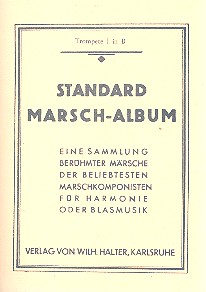 Trompete I in B
STANDARD
MARSCH-ALBUM
EINE SAMMLUNG
BERÜHMTER MÄRSCHE
DER BELIEBTESTEN
MARSCHKOMPONISTEN
FÜR HARMONIE
ODER BLASMUSIK
VERLAG VON WILH. HALTER, KARLSRUHE